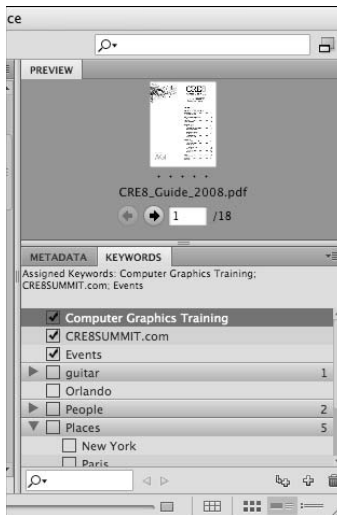 ce
PREVIEW
CRE8
CRE8_Guide_2008.pdf
1 /18
METADATA KEYWORDS
Assigned Keywords: Computer Graphics Training;
CRE8SUMMIT.com; Events
Computer Graphics Training
CRE8SUMMIT.com
Events
guitar 1
Orlando
People 2
Places 5
New York
Paris